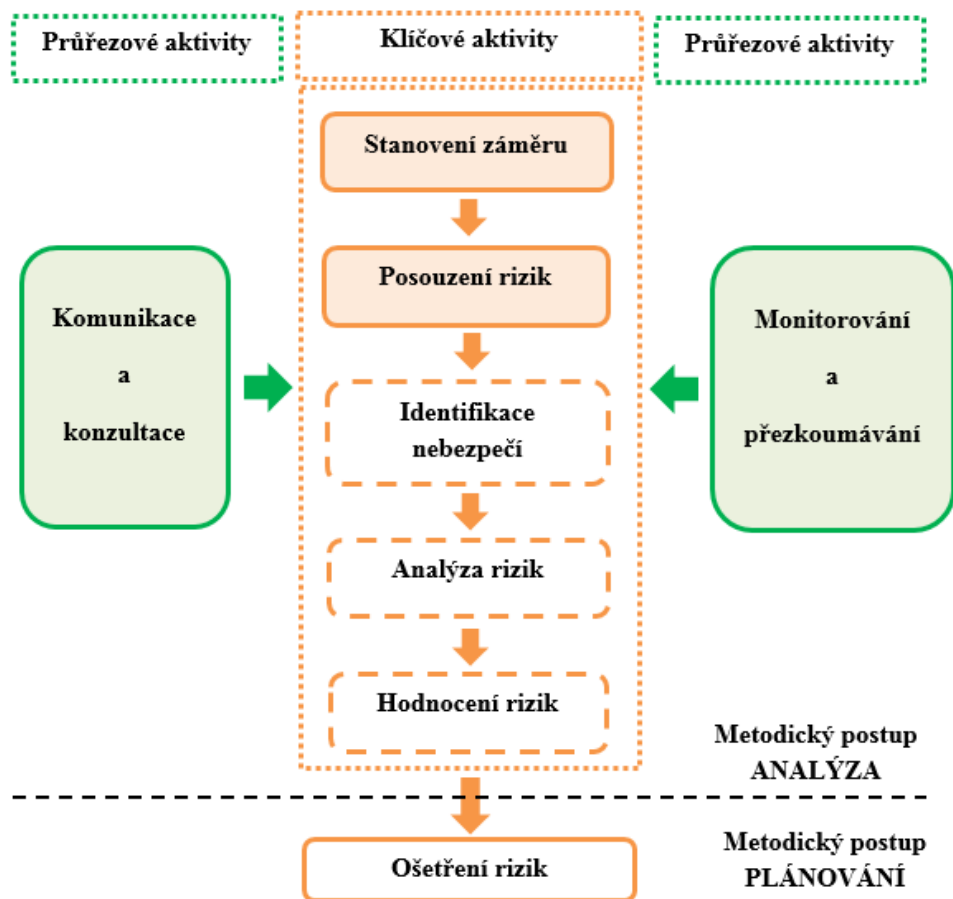 Průřezové aktivity
Klíčové aktivity
Průřezové aktivity
Stanovení záměru
Posouzení rizik
Komunikace
a
konzultace
Monitorování
a
přezkoumávání
Identifikace
nebezpečí
Analýza rizik
Hodnocení rizik
Metodický postup
ANALÝZA
Ošetření rizik
Metodický postup
PLÁNOVÁNÍ